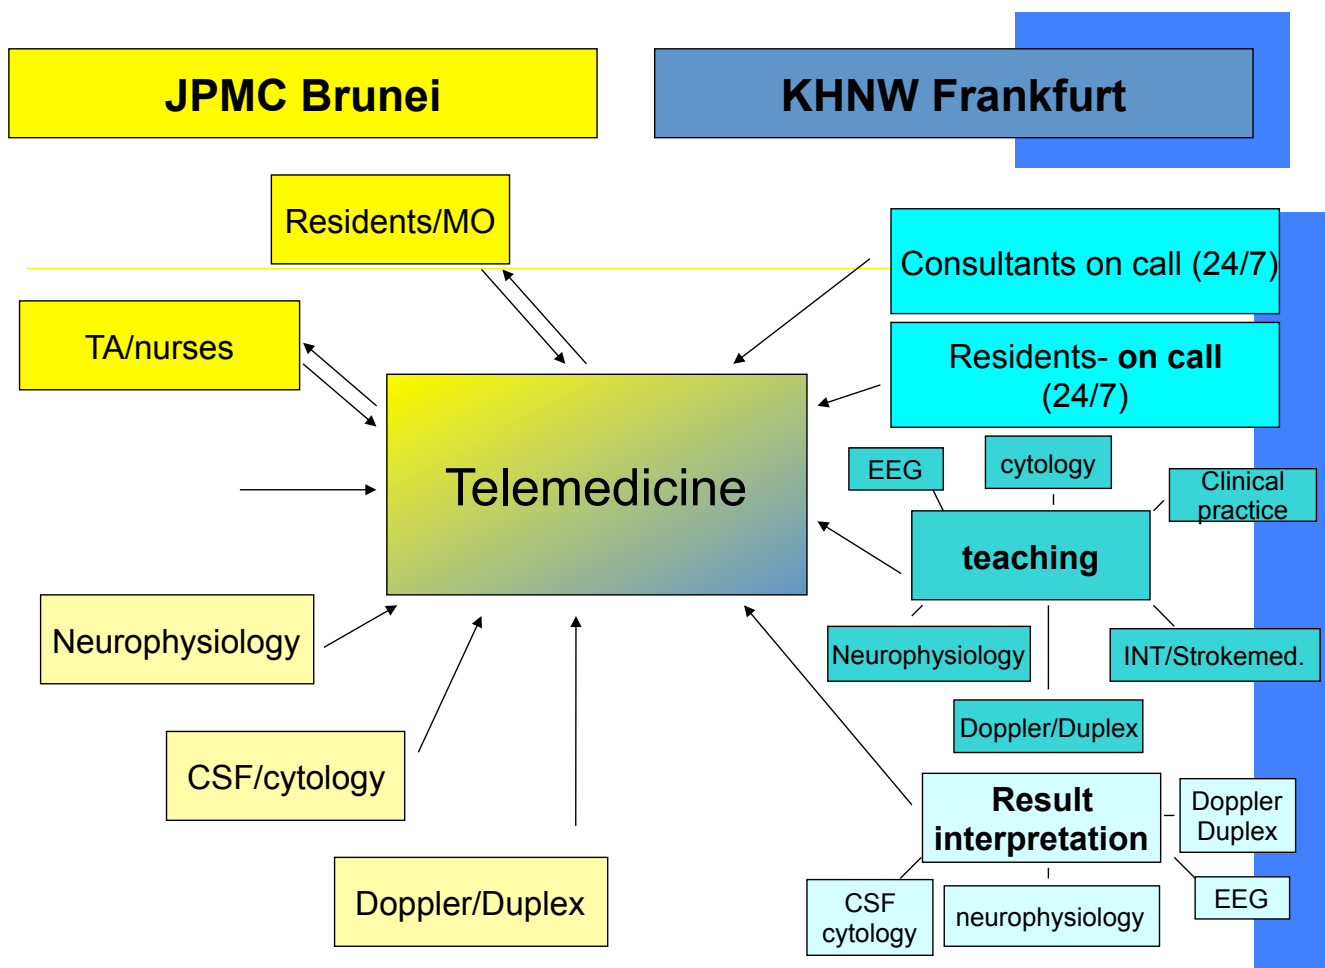 JPMC Brunei
KHNW Frankfurt
Residents/MO
Consultants on call (24/7)
TA/nurses
Residents- on call
(24/7)
Telemedicine
EEG
cytology
Clinical
practice
teaching
Neurophysiology
Neurophysiology
INT/Strokemed.
Doppler/Duplex
CSF/cytology
Result
interpretation
Doppler
Duplex
Doppler/Duplex
CSF
cytology
neurophysiology
EEG